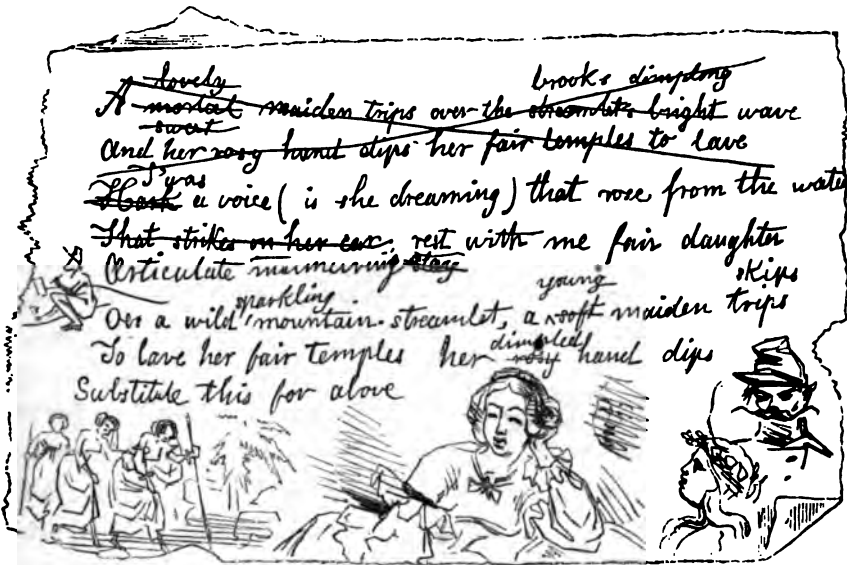 lovely brooks dimpling
A mortal maiden trips over the streamlet's bright wave
sweet
And her rosy hand dips her fair temples to lave
T'was
Hark a voice (is she dreaming) that rose from the water
That strikes on her ear, rest with me fair daughter
Articulate murmuring stay
young skips
sparkling
Oer a wild mountain streamlet, a soft maiden trips
dimpled
To lave her fair temples her rosy hand dips
Substitute this for above